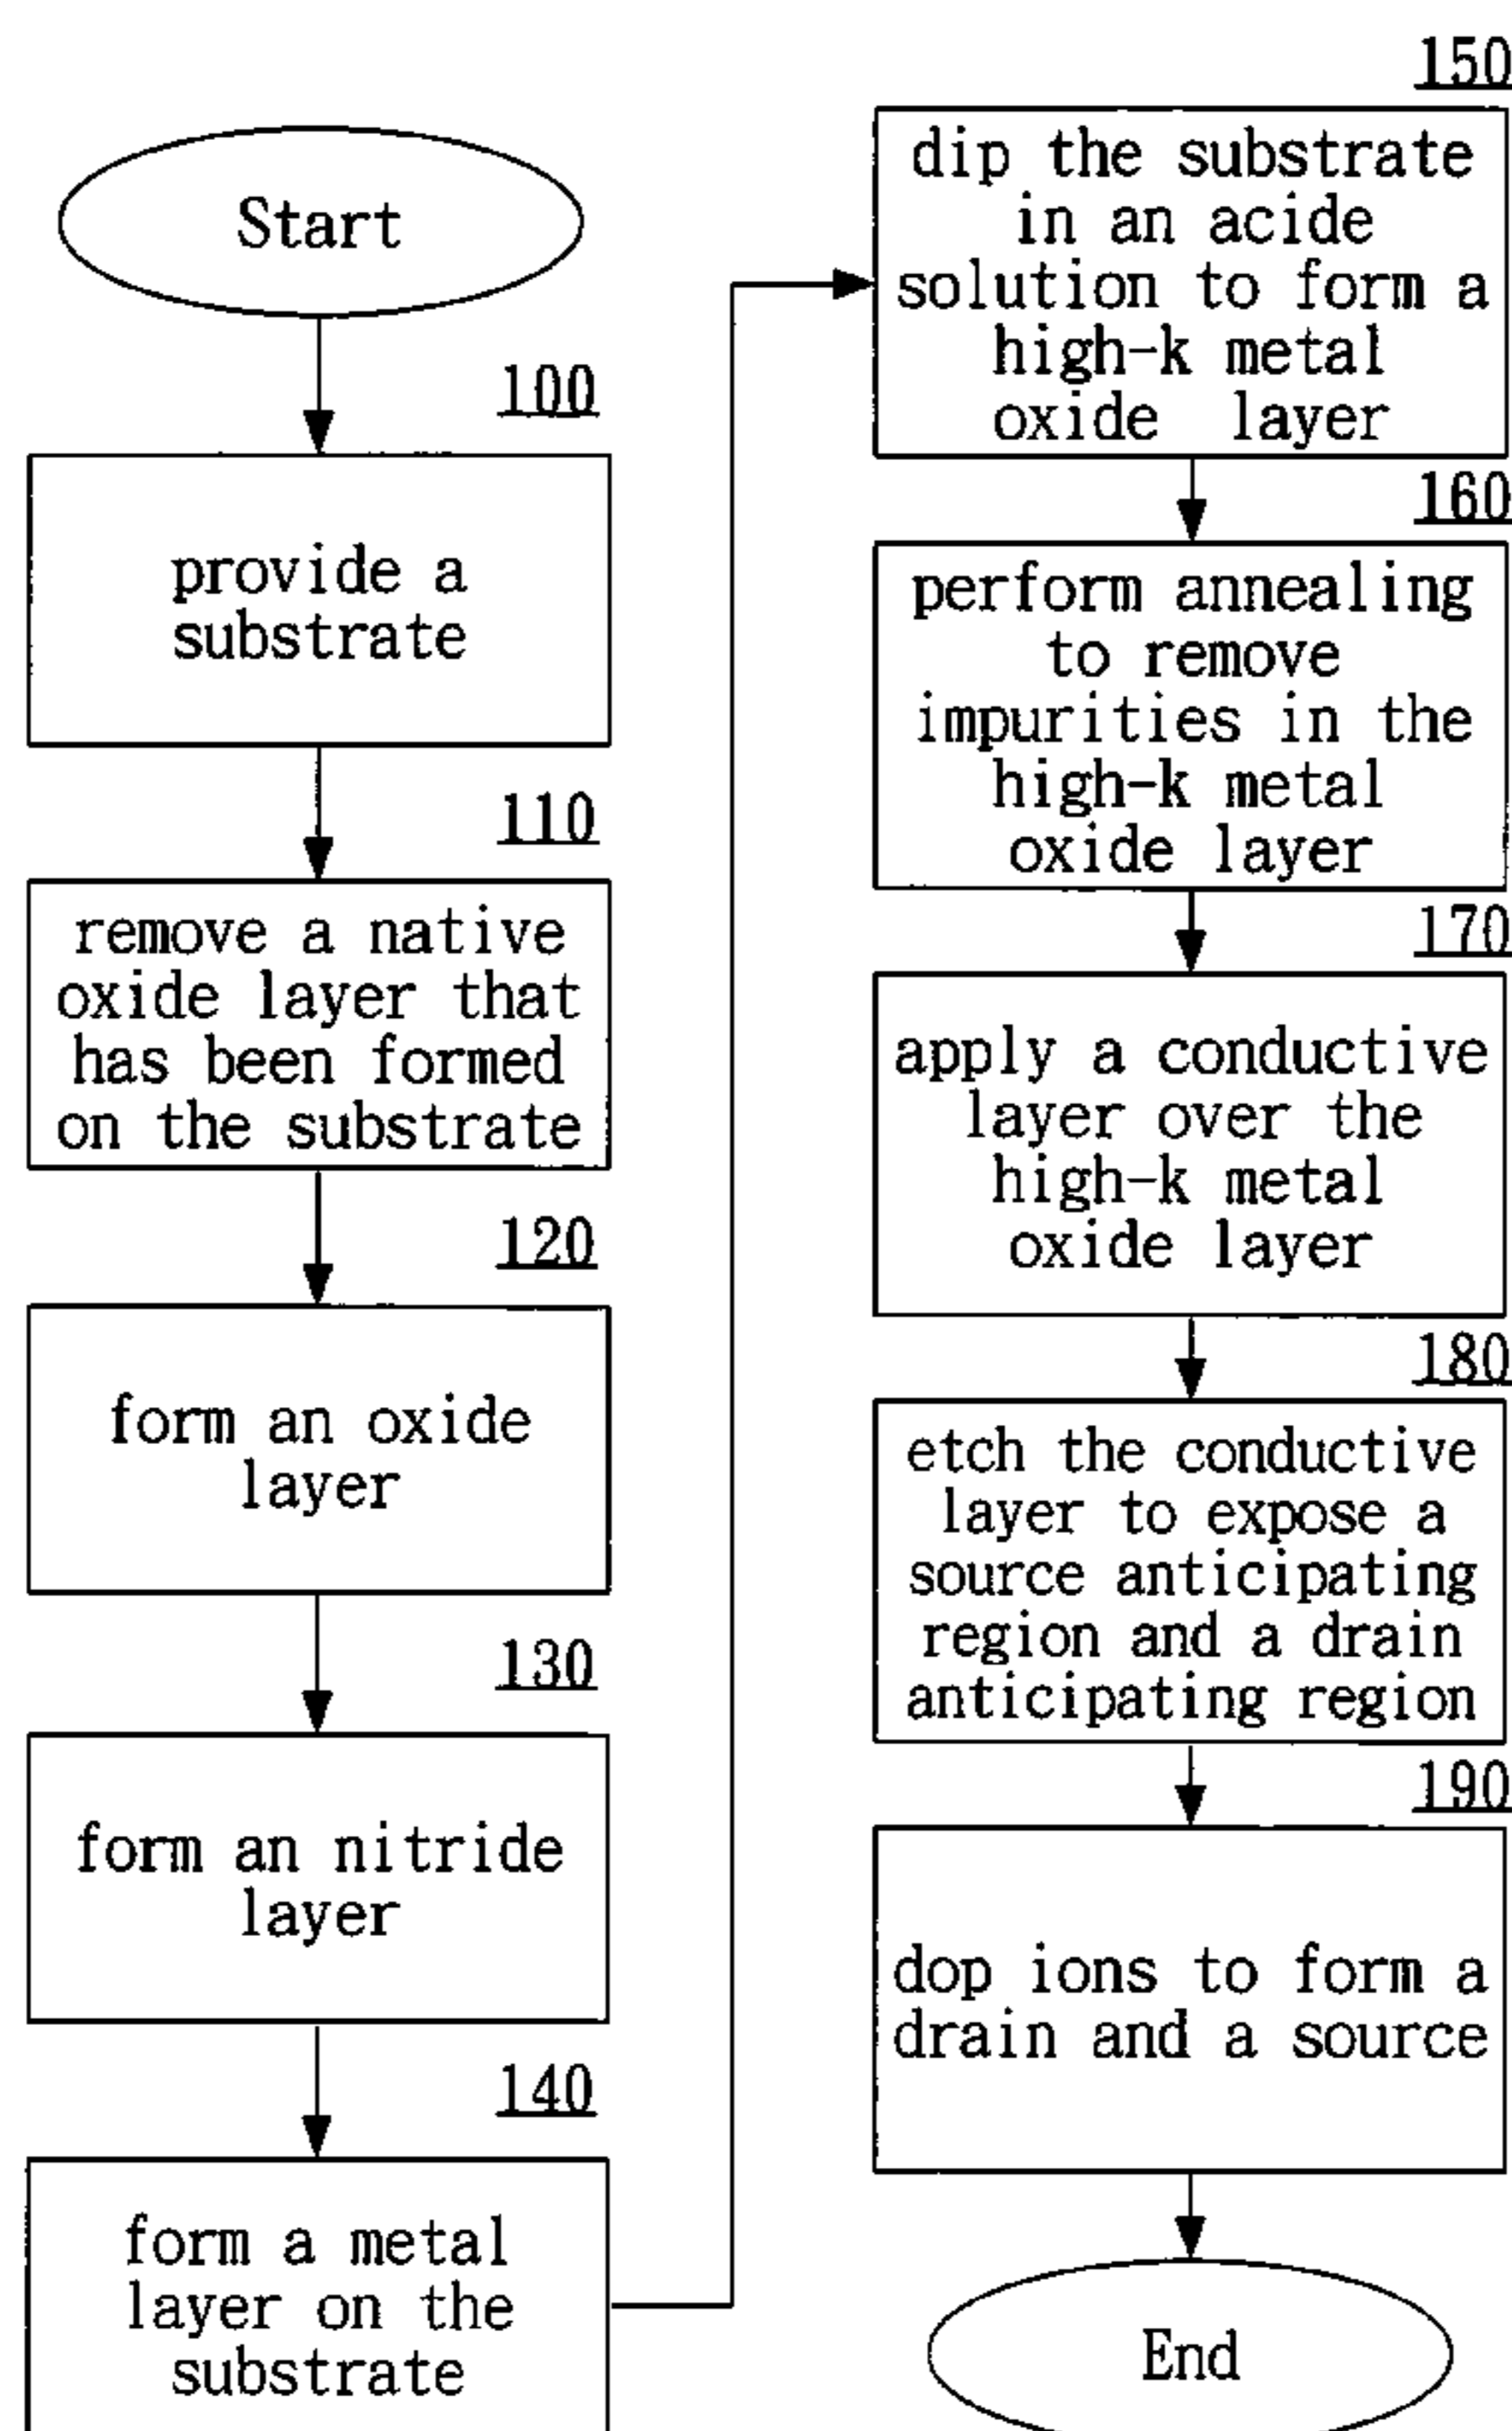 Start
100
provide a
substrate
110
remove a native
oxide layer that
has been formed
on the substrate
120
form an oxide
layer
130
form an nitride
layer
140
form a metal
layer on the
substrate
150
dip the substrate
in an acide
solution to form a
high-k metal
oxide layer
160
perform annealing
to remove
impurities in the
high-k metal
oxide layer
170
apply a conductive
layer over the
high-k metal
oxide layer
180
etch the conductive
layer to expose a
source anticipating
region and a drain
anticipating region
190
dop ions to form a
drain and a source
End